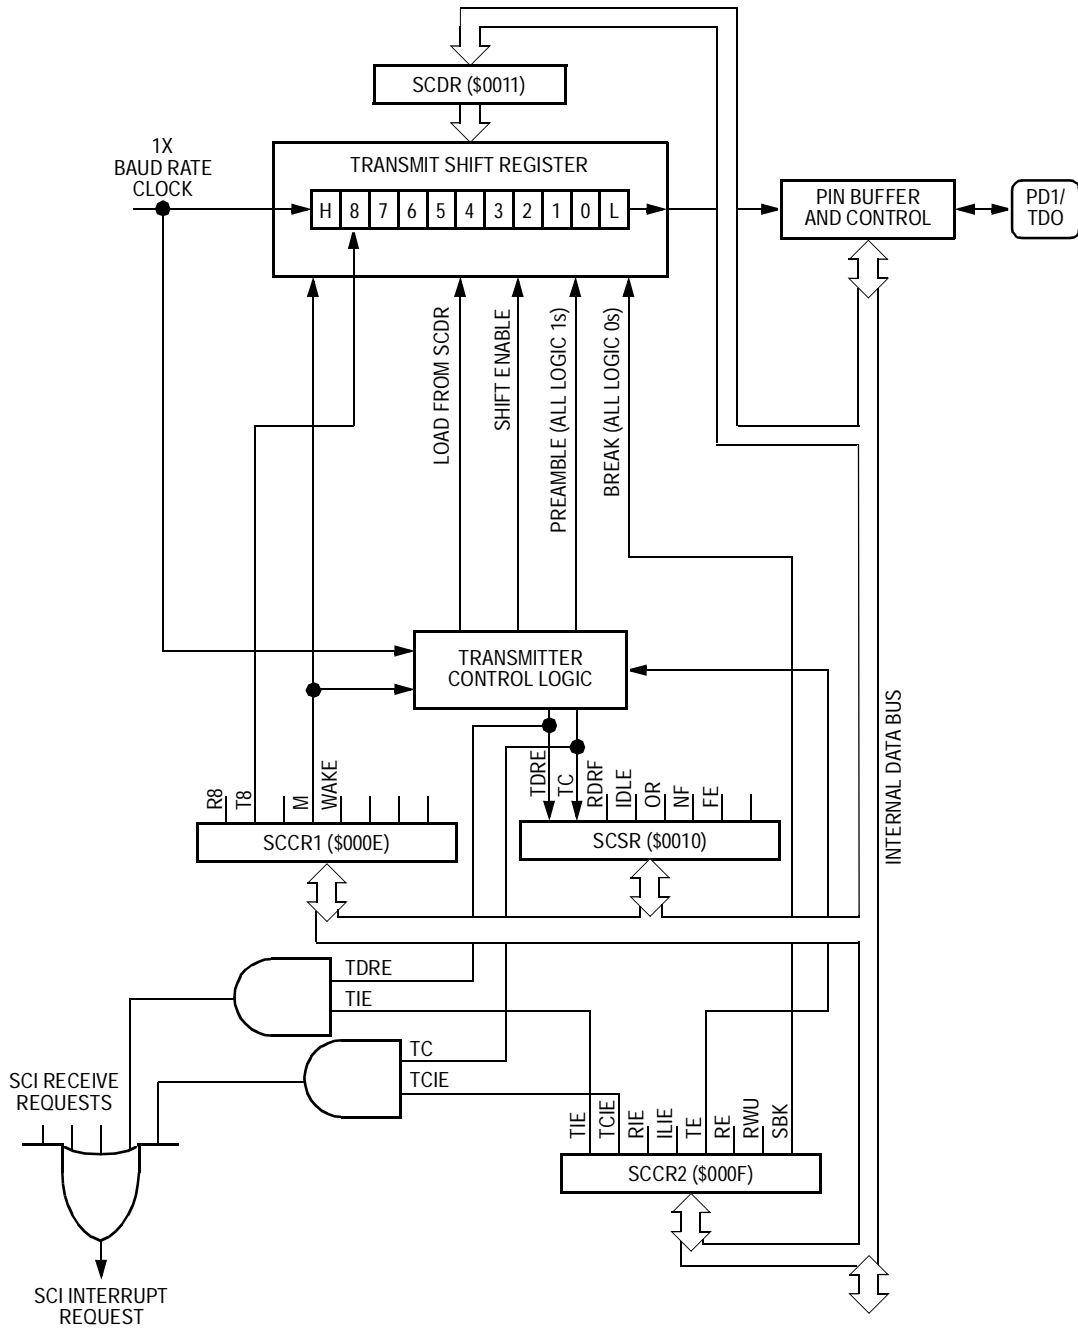 SCDR ($0011)
1X
BAUD RATE
CLOCK
TRANSMIT SHIFT REGISTER
H 8 7 6 5 4 3 2 1 0 L
PIN BUFFER
AND CONTROL
PD1/
TDO
LOAD FROM SCDR
SHIFT ENABLE
PREAMBLE (ALL LOGIC 1s)
BREAK (ALL LOGIC 0s)
TRANSMITTER
CONTROL LOGIC
INTERNAL DATA BUS
R8
T8
M
WAKE
SCCR1 ($000E)
TDRE
TC
RDRF
IDLE
OR
NF
FE
SCSR ($0010)
TDRE
TIE
TC
TCIE
SCI RECEIVE
REQUESTS
TIE
TCIE
RIE
ILIE
TE
RE
RWU
SBK
SCCR2 ($000F)
SCI INTERRUPT
REQUEST